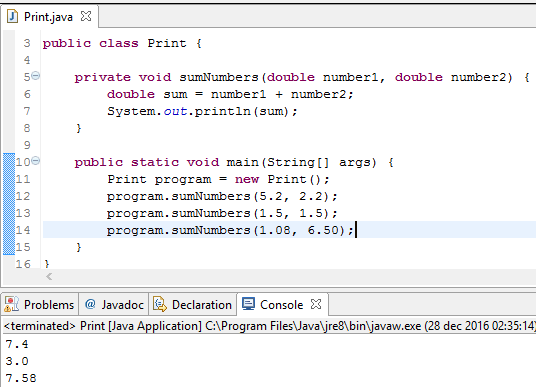 Print.java
3 public class Print {
4
5 private void sumNumbers(double number1, double number2) {
6 double sum = number1 + number2;
7 System.out.println(sum);
8 }
9
10 public static void main(String[] args) {
11 Print program = new Print();
12 program.sumNumbers(5.2, 2.2);
13 program.sumNumbers(1.5, 1.5);
14 program.sumNumbers(1.08, 6.50);
15 }
16 }
Problems @ Javadoc Declaration Console
<terminated> Print [Java Application] C:\Program Files\Java\jre8\bin\javaw.exe (28 dec 2016 02:35:14)
7.4
3.0
7.58